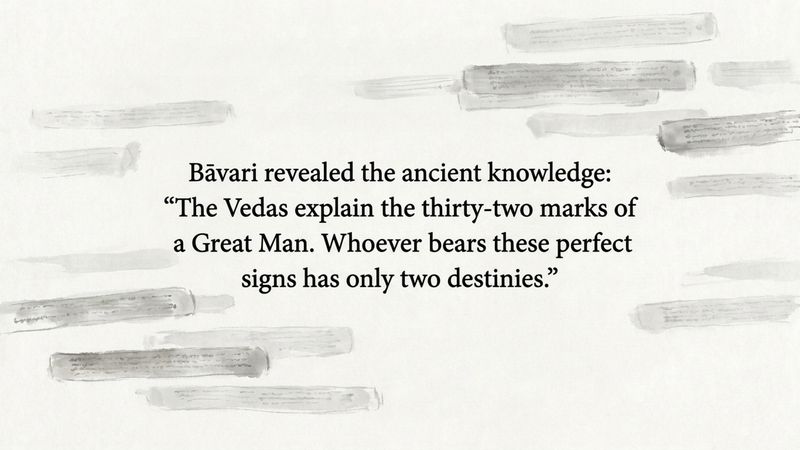 Bāvari revealed the ancient knowledge:
“The Vedas explain the thirty-two marks of
a Great Man. Whoever bears these perfect
signs has only two destinies.”